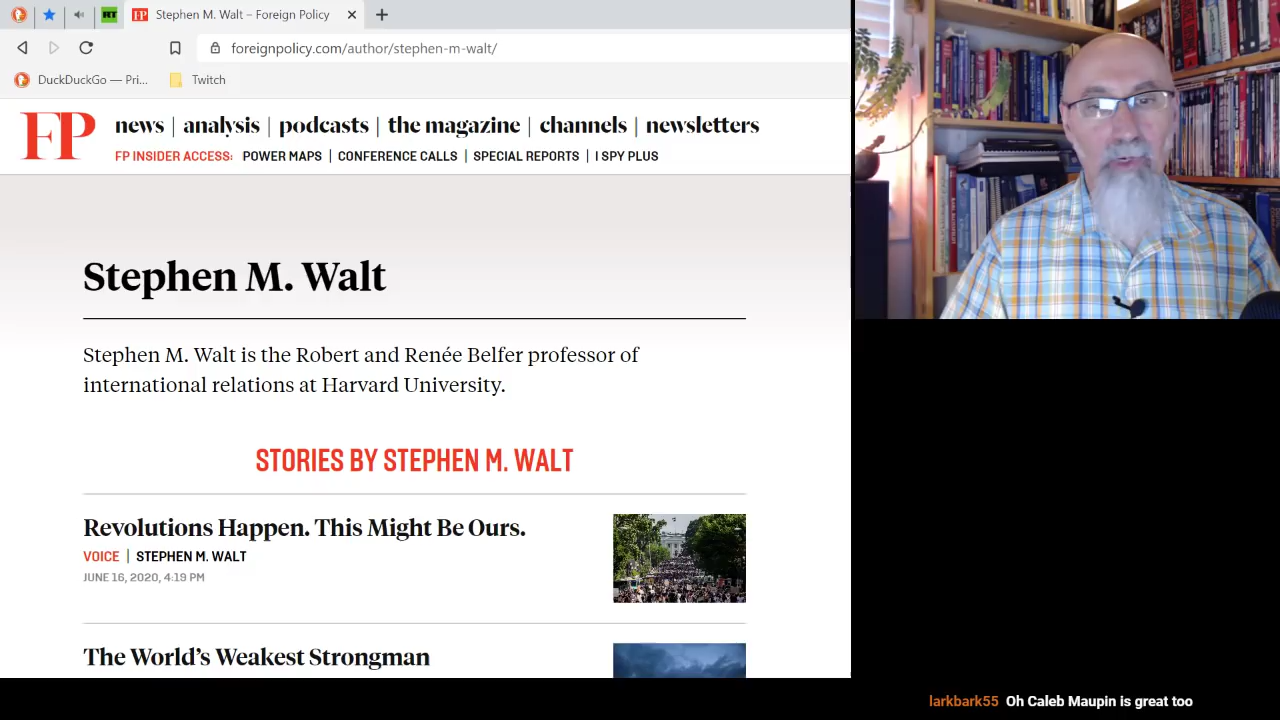 RT
FP
Stephen M. Walt – Foreign Policy
foreignpolicy.com/author/stephen-m-walt/
DuckDuckGo — Pri...
Twitch
FP
news | analysis | podcasts | the magazine | channels | newsletters
FP INSIDER ACCESS: POWER MAPS | CONFERENCE CALLS | SPECIAL REPORTS | I SPY PLUS
Stephen M. Walt
Stephen M. Walt is the Robert and Renée Belfer professor of
international relations at Harvard University.
STORIES BY STEPHEN M. WALT
Revolutions Happen. This Might Be Ours.
VOICE | STEPHEN M. WALT
JUNE 16, 2020, 4:19 PM
The World’s Weakest Strongman
larkbark55 Oh Caleb Maupin is great too